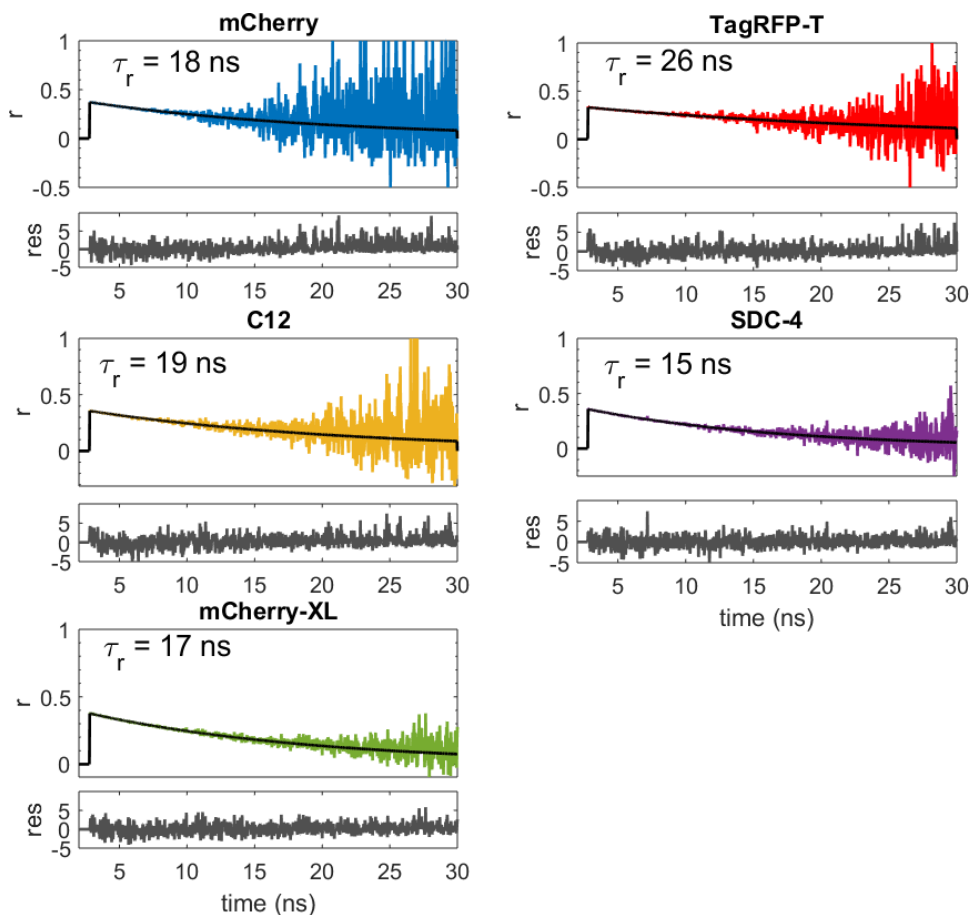 mCherry
τr = 18 ns
r
1
0.5
0
-0.5
res
5
0
-5
5 10 15 20 25 30
TagRFP-T
τr = 26 ns
r
1
0.5
0
-0.5
res
5
0
-5
5 10 15 20 25 30
C12
τr = 19 ns
r
1
0.5
0
res
5
0
-5
5 10 15 20 25 30
SDC-4
τr = 15 ns
r
1
0.5
0
res
5
0
-5
5 10 15 20 25 30
time (ns)
mCherry-XL
τr = 17 ns
r
1
0.5
0
res
5
0
-5
5 10 15 20 25 30
time (ns)